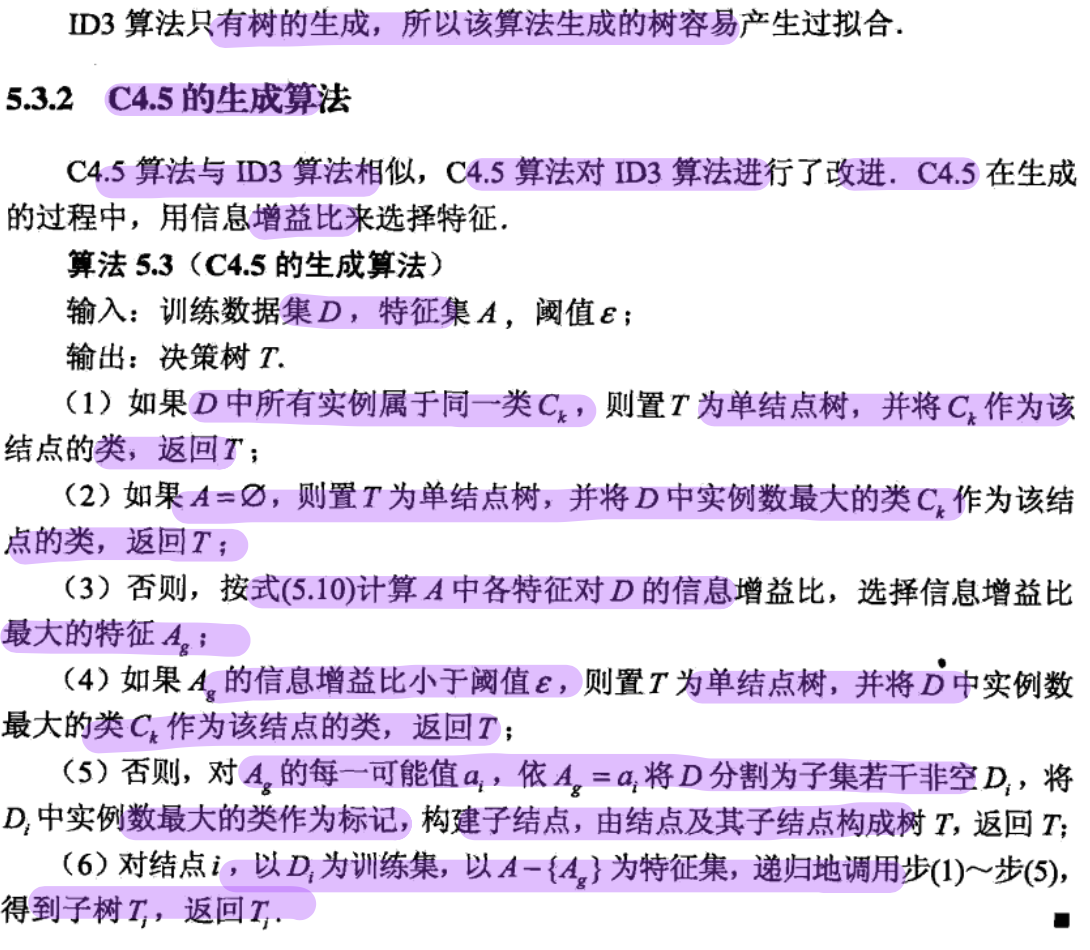 ID3 算法只有树的生成，所以该算法生成的树容易产生过拟合．
5.3.2 C4.5 的生成算法
C4.5 算法与 ID3 算法相似，C4.5 算法对 ID3 算法进行了改进．C4.5 在生成
的过程中，用信息增益比来选择特征．
算法 5.3（C4.5 的生成算法）
输入：训练数据集 D，特征集 A，阈值 ε；
输出：决策树 T.
（1）如果 D 中所有实例属于同一类 Cₖ，则置 T 为单结点树，并将 Cₖ 作为该
结点的类，返回 T；
（2）如果 A = ∅，则置 T 为单结点树，并将 D 中实例数最大的类 Cₖ 作为该结
点的类，返回 T；
（3）否则，按式(5.10)计算 A 中各特征对 D 的信息增益比，选择信息增益比
最大的特征 A_g；
（4）如果 A_g 的信息增益比小于阈值 ε，则置 T 为单结点树，并将 D 中实例数
最大的类 Cₖ 作为该结点的类，返回 T；
（5）否则，对 A_g 的每一可能值 aᵢ，依 A_g = aᵢ 将 D 分割为子集若干非空 Dᵢ，将
Dᵢ 中实例数最大的类作为标记，构建子结点，由结点及其子结点构成树 T，返回 T；
（6）对结点 i，以 Dᵢ 为训练集，以 A−{A_g} 为特征集，递归地调用步(1)～步(5)，
得到子树 Tᵢ，返回 Tᵢ.